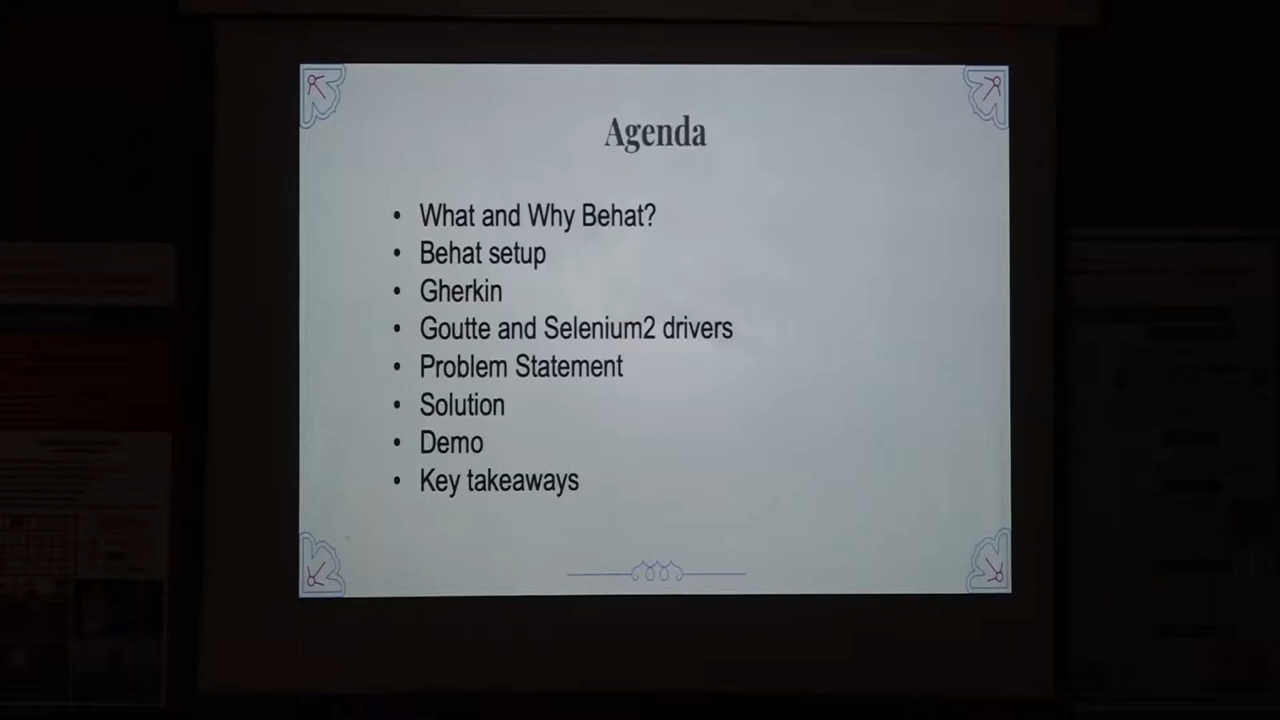 Agenda
• What and Why Behat?
• Behat setup
• Gherkin
• Goutte and Selenium2 drivers
• Problem Statement
• Solution
• Demo
• Key takeaways